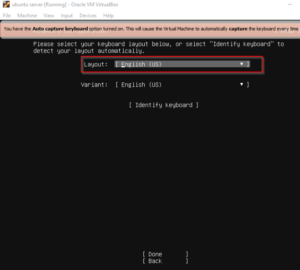 ubuntu server [Running] - Oracle VM VirtualBox
File Machine View Input Devices Help
You have the Auto capture keyboard option turned on. This will cause the Virtual Machine to automatically capture the keyboard every time
Please select your keyboard layout below, or select "Identify keyboard" to
detect your layout automatically.
Layout: [ English (US) ▾ ]
Variant: [ English (US) ▾ ]
[ Identify keyboard ]
[ Done ]
[ Back ]